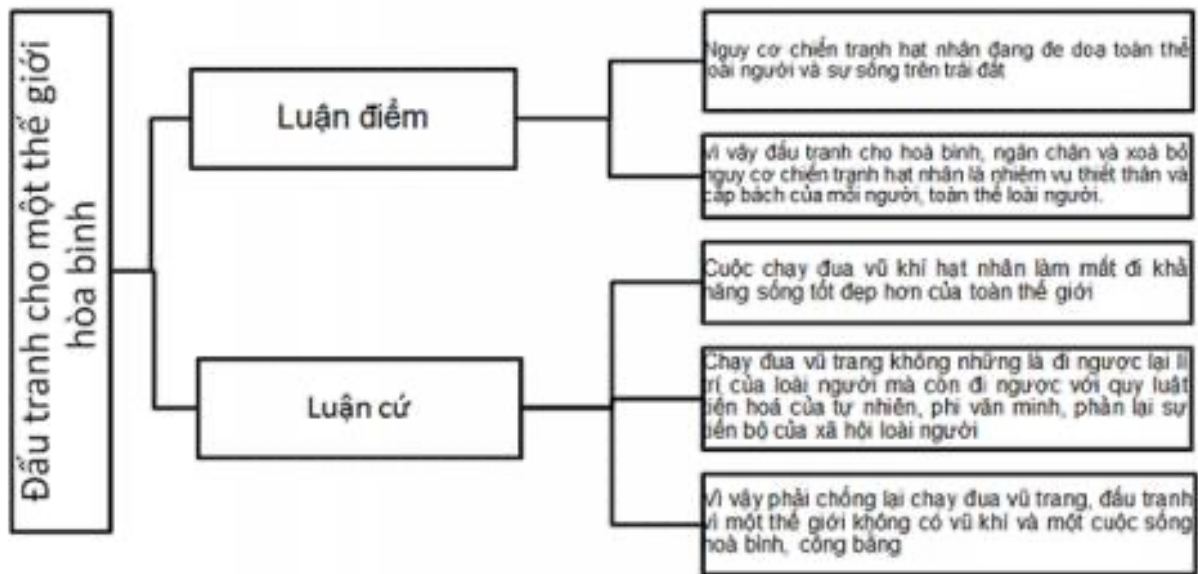 Đấu tranh cho một thế giới
hòa bình
Luận điểm
Nguy cơ chiến tranh hạt nhân đang đe doạ toàn thể
loài người và sự sống trên trái đất
Vì vậy đấu tranh cho hoà bình, ngăn chặn và xoá bỏ
nguy cơ chiến tranh hạt nhân là nhiệm vụ thiết thân và
cấp bách của mỗi người, toàn thể loài người.
Luận cứ
Cuộc chạy đua vũ khí hạt nhân làm mất đi khả
năng sống tốt đẹp hơn của toàn thế giới
Chạy đua vũ trang không những là đi ngược lại lí
trí của loài người mà còn đi ngược với quy luật
tiến hoá của tự nhiên, phi văn minh, phản lại sự
tiến bộ của xã hội loài người
Vì vậy phải chống lại chạy đua vũ trang, đấu tranh
vì một thế giới không có vũ khí và một cuộc sống
hoà bình, công bằng